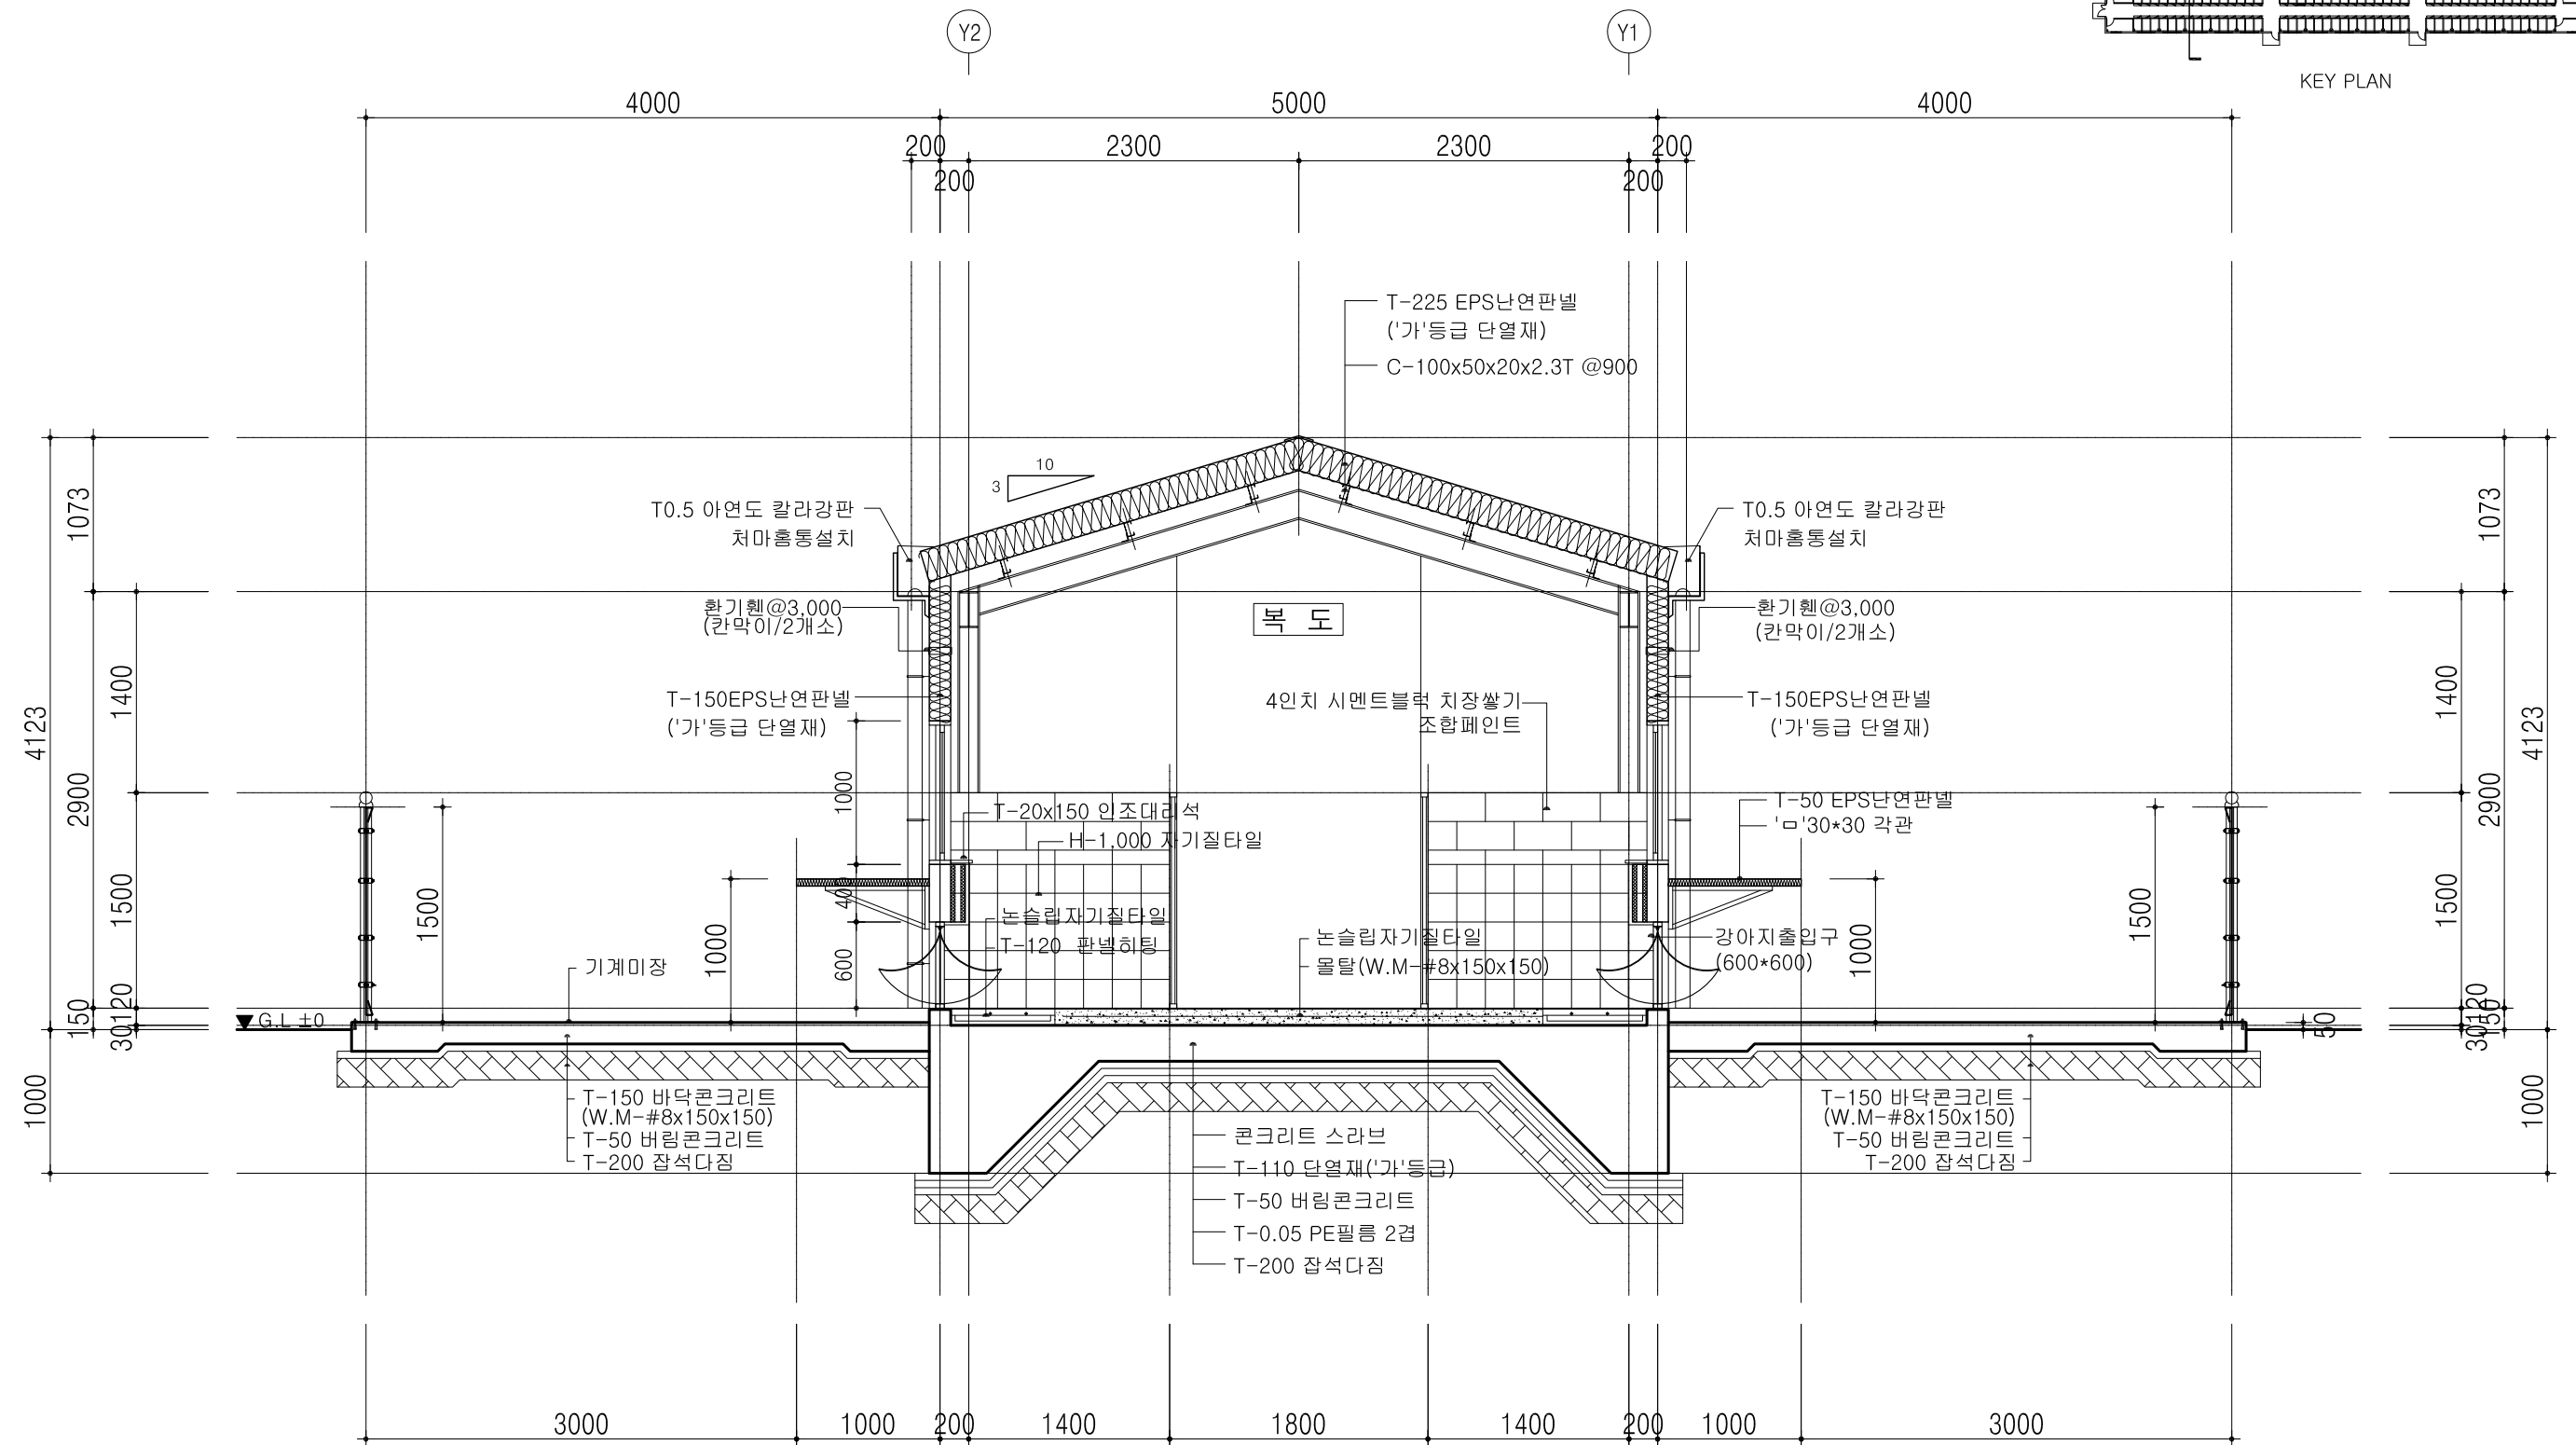 Y2
Y1
KEY PLAN
4000
5000
4000
200
2300
2300
200
200
200
T-225 EPS난연판넬
('가'등급 단열재)
C-100x50x20x2.3T @900
10
3
T0.5 아연도 칼라강판
처마홈통설치
T0.5 아연도 칼라강판
처마홈통설치
1073
1073
환기휀@3,000
(칸막이/2개소)
복 도
환기휀@3,000
(칸막이/2개소)
T-150EPS난연판넬
('가'등급 단열재)
4인치 시멘트블럭 치장쌓기
조합페인트
T-150EPS난연판넬
('가'등급 단열재)
4123
2900
1400
1400
2900
4123
1000
T-20x150 인조대리석
H-1,000 자기질타일
T-50 EPS난연판넬
'ㅁ'30*30 각관
1500
1500
1000
400
600
논슬립자기질타일
T-120 판넬히팅
논슬립자기질타일
몰탈(W.M-#8x150x150)
강아지출입구
(600*600)
1000
1500
1500
기계미장
150
120
30
G.L ±0
50
120
150
30
1000
1000
T-150 바닥콘크리트
(W.M-#8x150x150)
T-50 버림콘크리트
T-200 잡석다짐
T-150 바닥콘크리트
(W.M-#8x150x150)
T-50 버림콘크리트
T-200 잡석다짐
콘크리트 스라브
T-110 단열재('가'등급)
T-50 버림콘크리트
T-0.05 PE필름 2겹
T-200 잡석다짐
3000
1000
200
1400
1800
1400
200
1000
3000